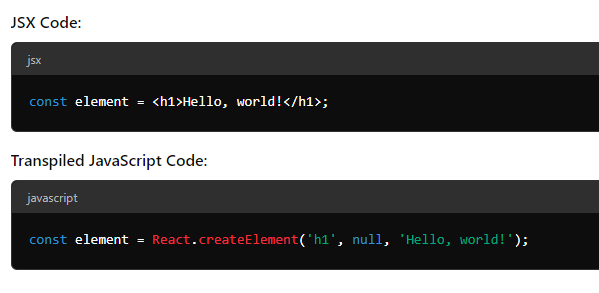 JSX Code:
jsx
const element = <h1>Hello, world!</h1>;
Transpiled JavaScript Code:
javascript
const element = React.createElement('h1', null, 'Hello, world!');